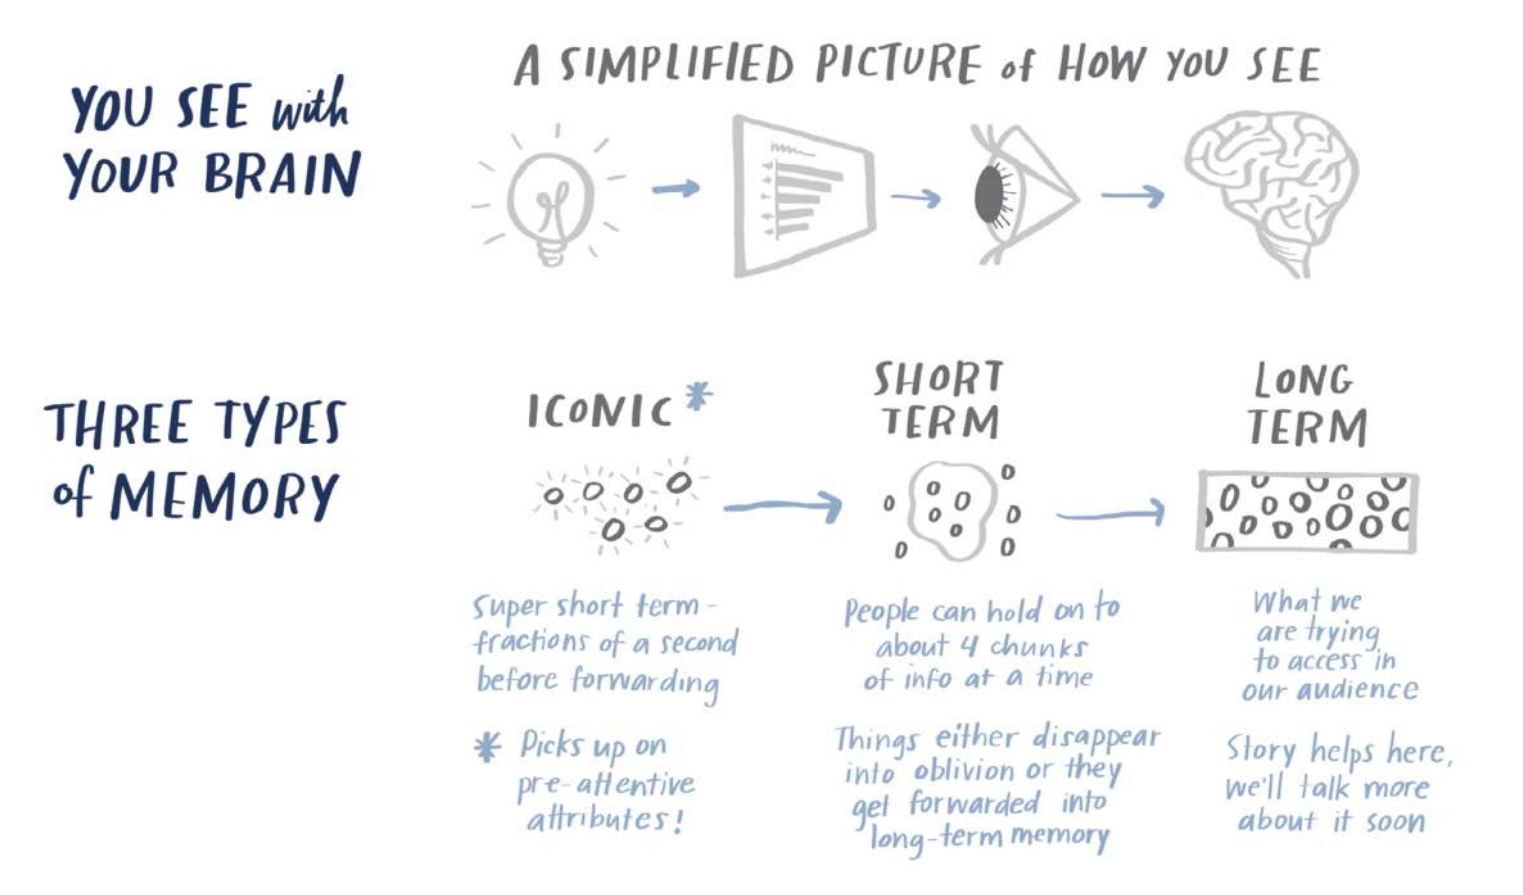 YOU SEE with
YOUR BRAIN
A SIMPLIFIED PICTURE of HOW YOU SEE
THREE TYPES
of MEMORY
ICONIC *
Super short term -
fractions of a second
before forwarding
* Picks up on
pre-attentive
attributes!
SHORT
TERM
People can hold on to
about 4 chunks
of info at a time
Things either disappear
into oblivion or they
get forwarded into
long-term memory
LONG
TERM
What we
are trying
to access in
our audience
Story helps here,
we'll talk more
about it soon